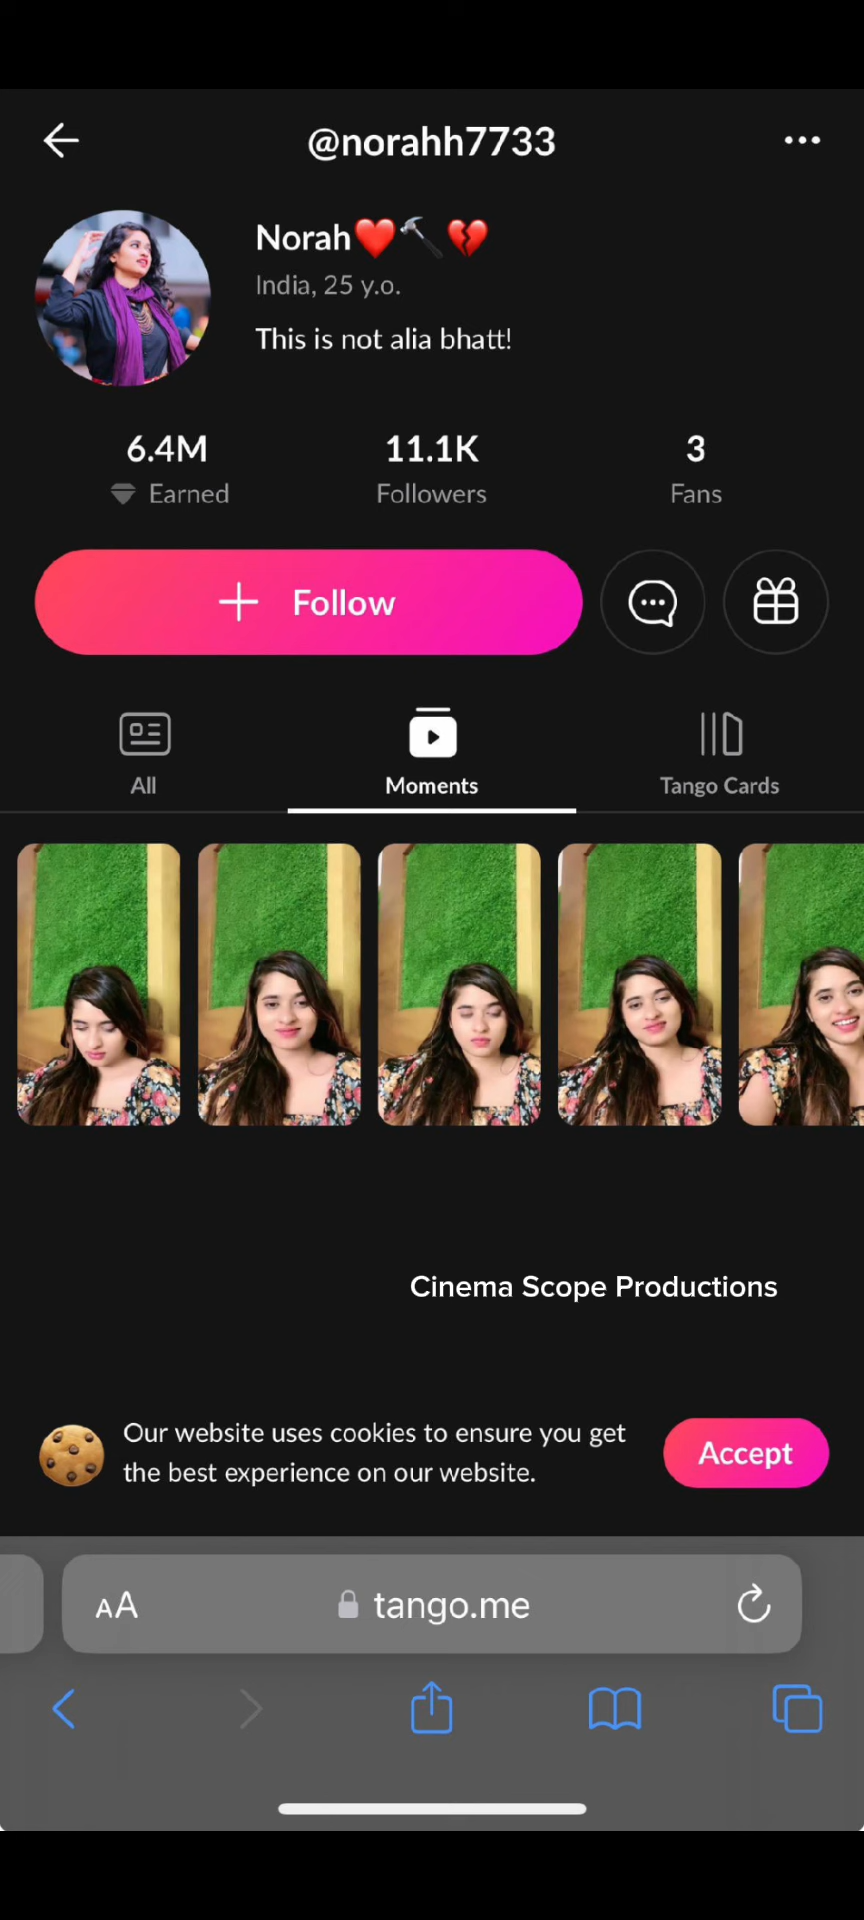 @norahh7733
Norah❤️🔨💔
India, 25 y.o.
This is not alia bhatt!
6.4M
Earned
11.1K
Followers
3
Fans
+ Follow
All
Moments
Tango Cards
Cinema Scope Productions
Our website uses cookies to ensure you get
the best experience on our website.
Accept
AA
tango.me